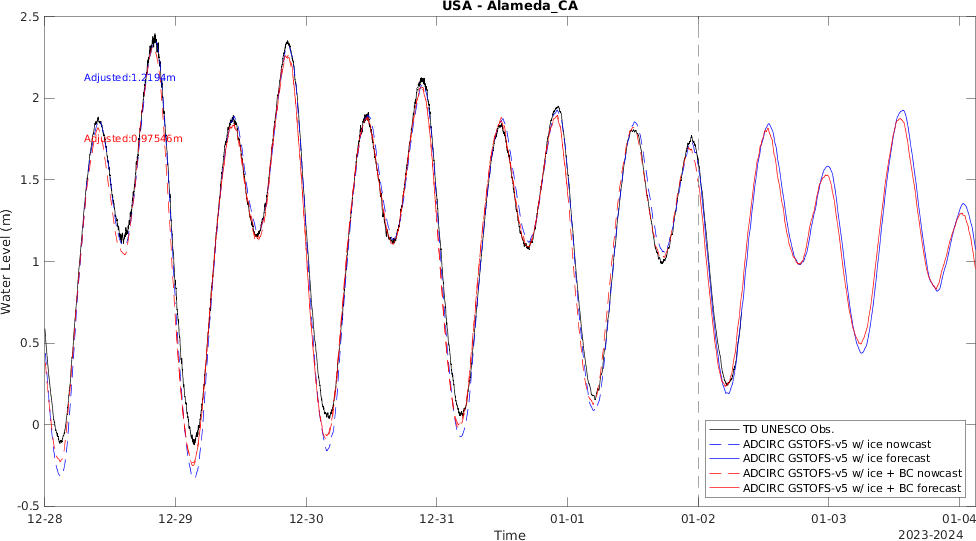 USA - Alameda_CA
2.5
2
1.5
1
0.5
0
-0.5
Water Level (m)
Adjusted:1.2194m
Adjusted:0.97546m
TD UNESCO Obs.
ADCIRC GSTOFS-v5 w/ ice nowcast
ADCIRC GSTOFS-v5 w/ ice forecast
ADCIRC GSTOFS-v5 w/ ice + BC nowcast
ADCIRC GSTOFS-v5 w/ ice + BC forecast
12-28 12-29 12-30 12-31 01-01 01-02 01-03 01-04
Time
2023-2024